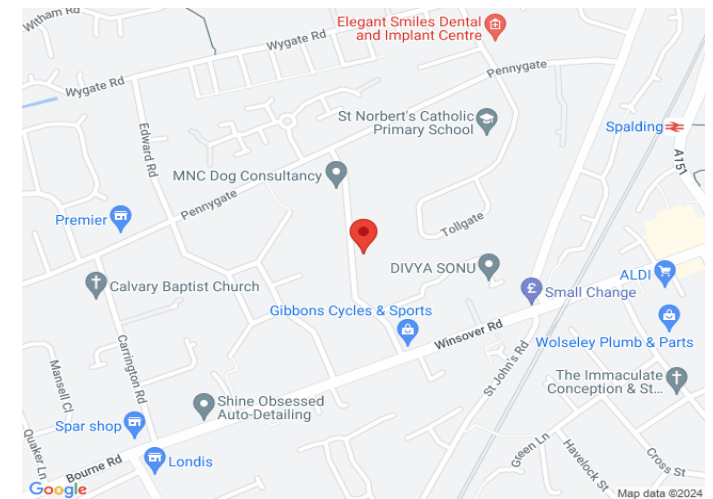 Witham Rd
Wygate Rd
Elegant Smiles Dental
and Implant Centre
Wygate Rd
Pennygate
St Norbert's Catholic
Primary School
Spalding
A151
Edward Rd
MNC Dog Consultancy
Pennygate
Premier
Tollgate
DIVYA SONU
ALDI
Calvary Baptist Church
Small Change
Gibbons Cycles & Sports
Winsover Rd
Wolseley Plumb & Parts
Carrington Rd
St John's Rd
Mansell Cl
The Immaculate
Conception & St...
Shine Obsessed
Auto-Detailing
Spar shop
Quaker Ln
Bourne Rd
Londis
Green Ln
Havelock St
Cross St
Google
Map data ©2024